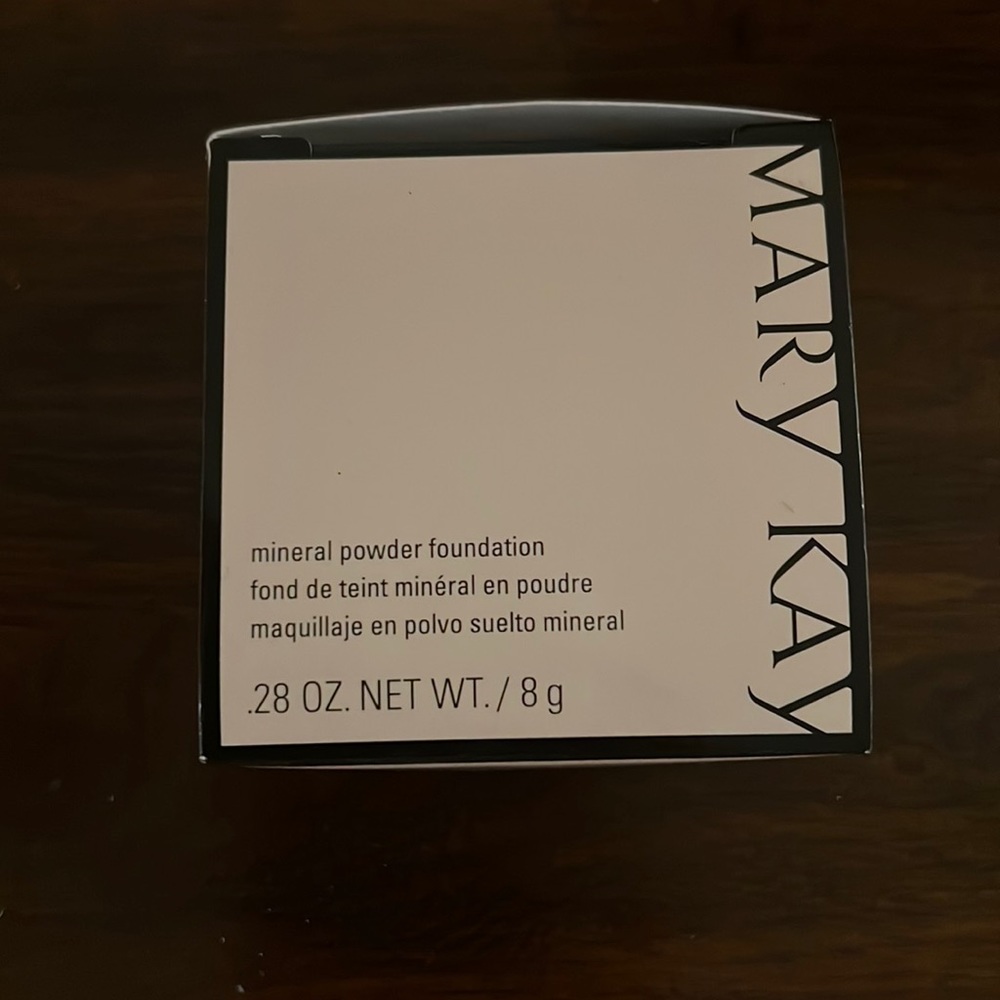 MARY KAY
mineral powder foundation
fond de teint minéral en poudre
maquillaje en polvo suelto mineral
.28 OZ. NET WT. / 8 g